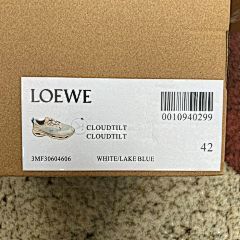 LOEWE
0010940299
CLOUDTILT
CLOUDTILT
42
3MF30604606
WHITE/LAKE BLUE